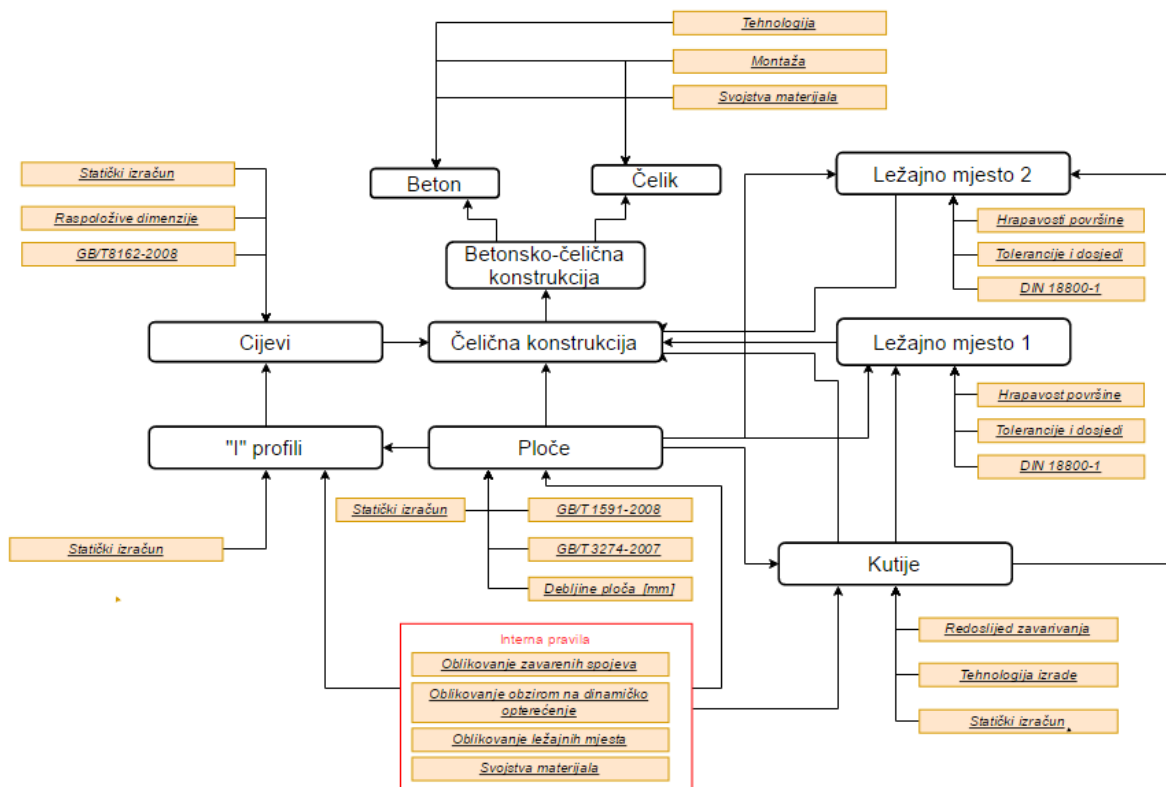 Tehnologija
Montaža
Svojstva materijala
Statički izračun
Raspoložive dimenzije
GB/T8162-2008
Beton
Čelik
Ležajno mjesto 2
Hrapavosti površine
Tolerancije i dosjedi
DIN 18800-1
Betonsko-čelična
konstrukcija
Cijevi
Čelična konstrukcija
Ležajno mjesto 1
Hrapavost površine
Tolerancije i dosjedi
DIN 18800-1
"I" profili
Ploče
Statički izračun
GB/T 1591-2008
Statički izračun
GB/T 3274-2007
Debljine ploča [mm]
Kutije
Redoslijed zavarivanja
Tehnologija izrade
Statički izračun
Interna pravila
Oblikovanje zavarenih spojeva
Oblikovanje obzirom na dinamičko
opterećenje
Oblikovanje ležajnih mjesta
Svojstva materijala